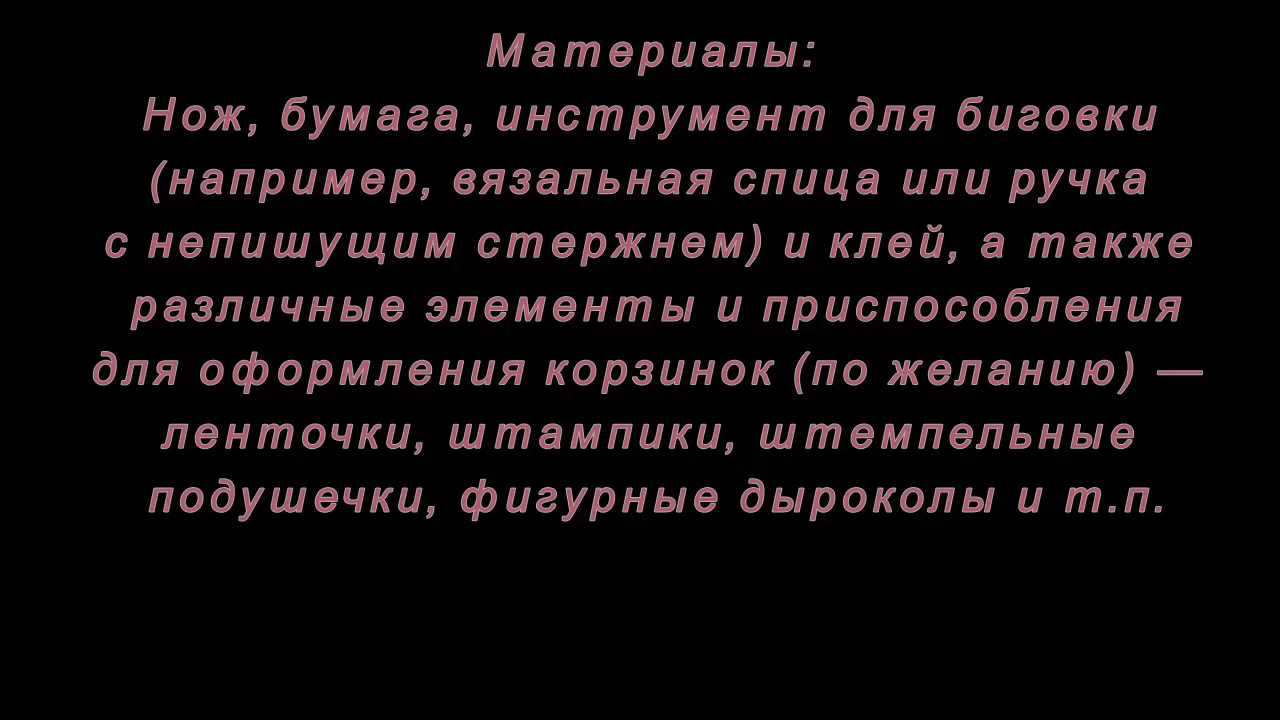 Материалы:
Нож, бумага, инструмент для биговки
(например, вязальная спица или ручка
с непишущим стержнем) и клей, а также
различные элементы и приспособления
для оформления корзинок (по желанию) —
ленточки, штампики, штемпельные
подушечки, фигурные дыроколы и т.п.